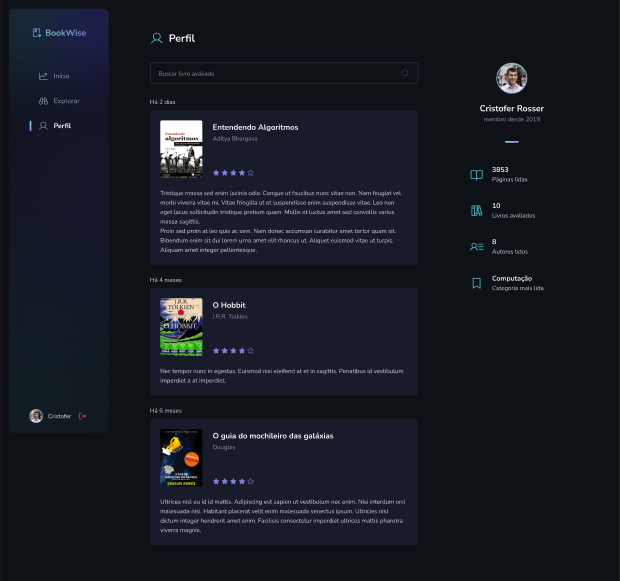 BookWise
Início
Explorar
Perfil
Cristofer
Perfil
Buscar livro avaliado
Há 2 dias
Entendendo
algoritmos
Entendendo Algoritmos
Aditya Bhargava
Tristique massa sed enim lacinia odio. Congue ut faucibus nunc vitae non. Nam feugiat vel
morbi viverra vitae mi. Vitae fringilla ut et suspendisse enim suspendisse vitae. Leo non
eget lacus sollicitudin tristique pretium quam. Mollis et luctus amet sed convallis varius
massa sagittis.
Proin sed proin at leo quis ac sem. Nam donec accumsan curabitur amet tortor quam sit.
Bibendum enim sit dui lorem urna amet elit rhoncus ut. Aliquet euismod vitae ut turpis.
Aliquam amet integer pellentesque.
Há 4 meses
J.R.R.
TOLKIEN
O HOBBIT
O Hobbit
J.R.R. Tolkien
Nec tempor nunc in egestas. Euismod nisi eleifend at et in sagittis. Penatibus id vestibulum
imperdiet a at imperdiet.
Há 6 meses
DOUGLAS ADAMS
O guia do mochileiro das galáxias
Douglas
Ultrices nisl eu id id mattis. Adipiscing est sapien ut vestibulum nec enim. Nisi interdum orci
malesuada nisl. Habitant placerat velit enim malesuada senectus ipsum. Ultricies nisl
dictum integer hendrerit amet enim. Facilisis consectetur imperdiet ultrices mattis pharetra
viverra magnis.
Cristofer Rosser
membro desde 2019
3853
Páginas lidas
10
Livros avaliados
8
Autores lidos
Computação
Categoria mais lida